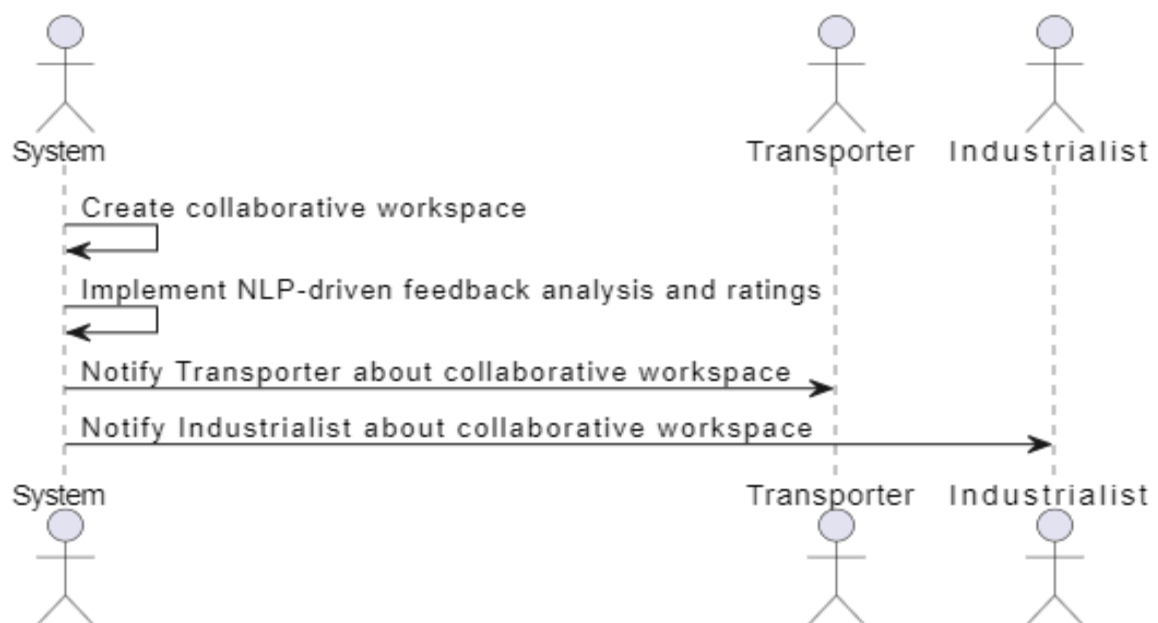 System
Transporter
Industrialist
Create collaborative workspace
Implement NLP-driven feedback analysis and ratings
Notify Transporter about collaborative workspace
Notify Industrialist about collaborative workspace
System
Transporter
Industrialist